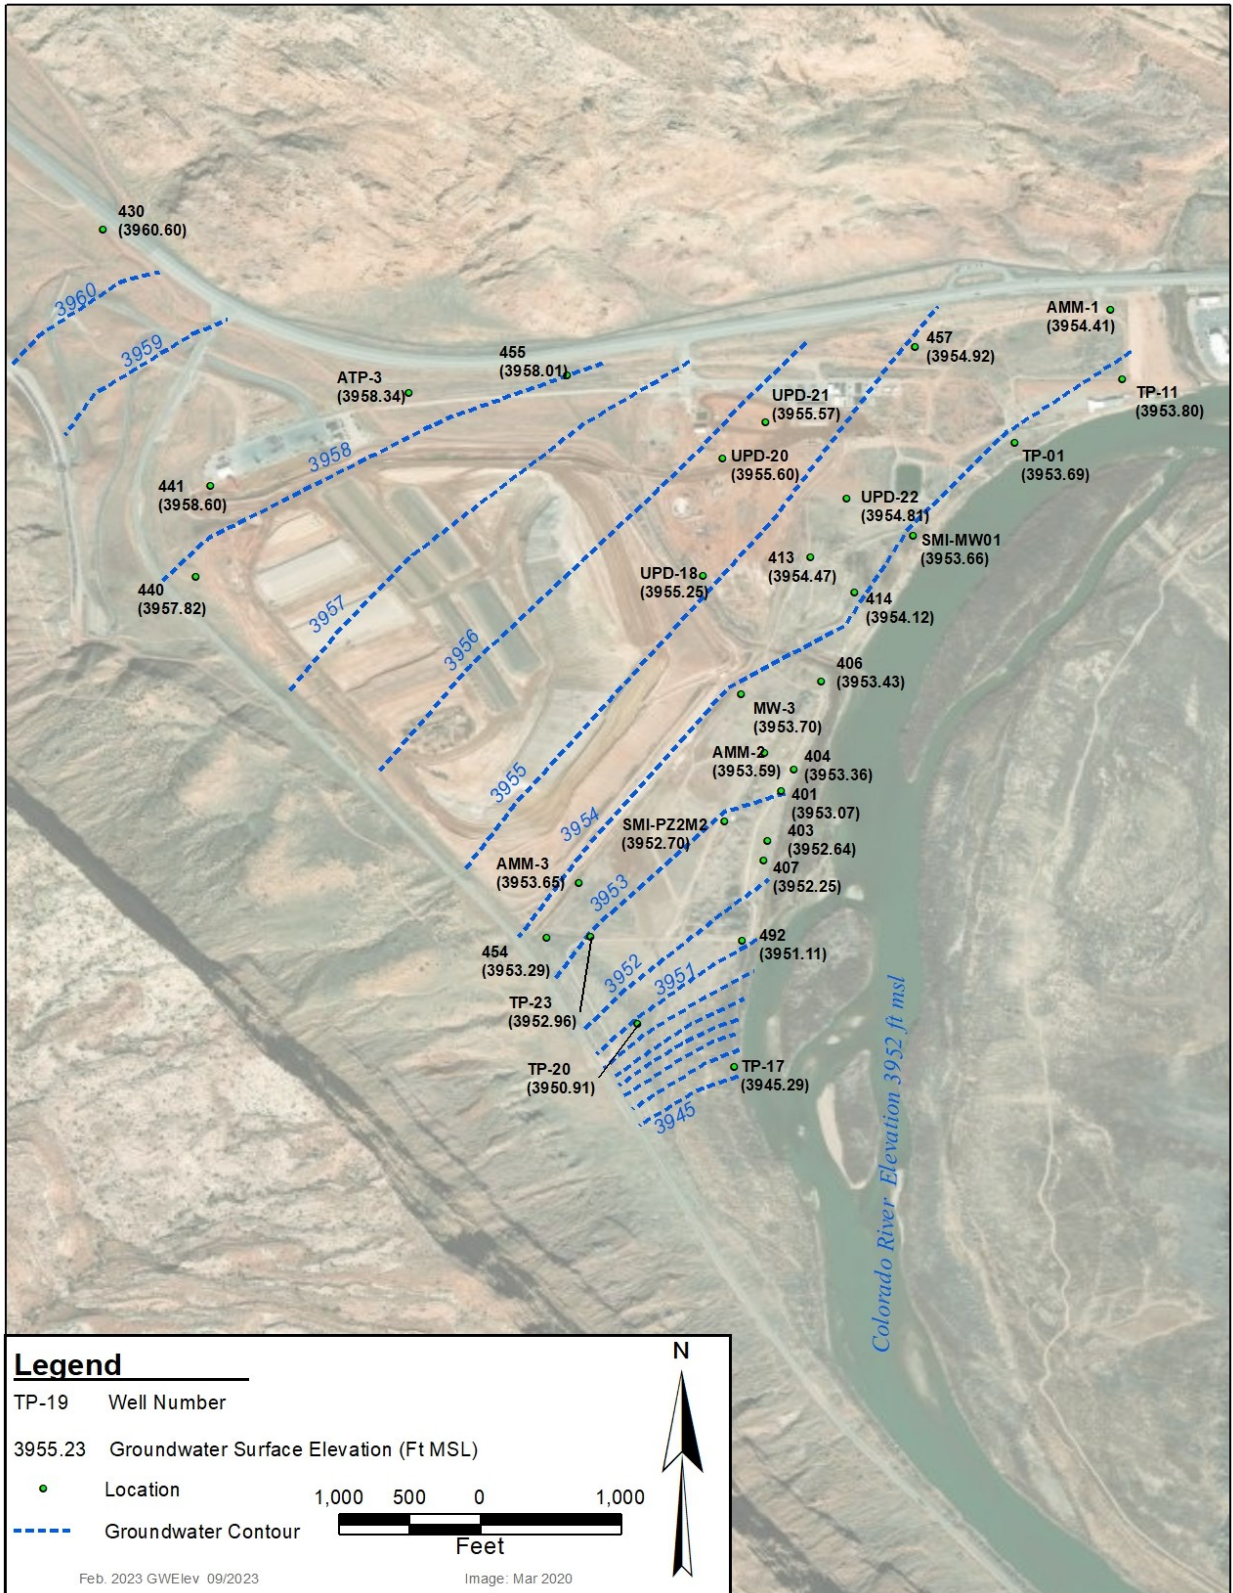 430
(3960.60)
3960
AMM-1
(3954.41)
3959
457
(3954.92)
455
(3958.01)
ATP-3
(3958.34)
TP-11
(3953.80)
UPD-21
(3955.57)
TP-01
(3953.69)
3958
UPD-20
(3955.60)
441
(3958.60)
UPD-22
(3954.81)
SMI-MW01
(3953.66)
413
(3954.47)
UPD-18
(3955.25)
440
(3957.82)
414
(3954.12)
3957
3956
406
(3953.43)
MW-3
(3953.70)
AMM-2
(3953.59)
404
(3953.36)
3955
401
(3953.07)
3954
SMI-PZ2M2
(3952.70)
403
(3952.64)
AMM-3
(3953.65)
407
(3952.25)
3953
492
(3951.11)
454
(3953.29)
3952
3951
TP-23
(3952.96)
TP-20
(3950.91)
TP-17
(3945.29)
3945
Colorado River Elevation 3952 ft msl
Legend
TP-19 Well Number
3955.23 Groundwater Surface Elevation (Ft MSL)
Location
Groundwater Contour
1,000 500 0 1,000
Feet
N
Feb. 2023 GWElev 09/2023
Image: Mar 2020